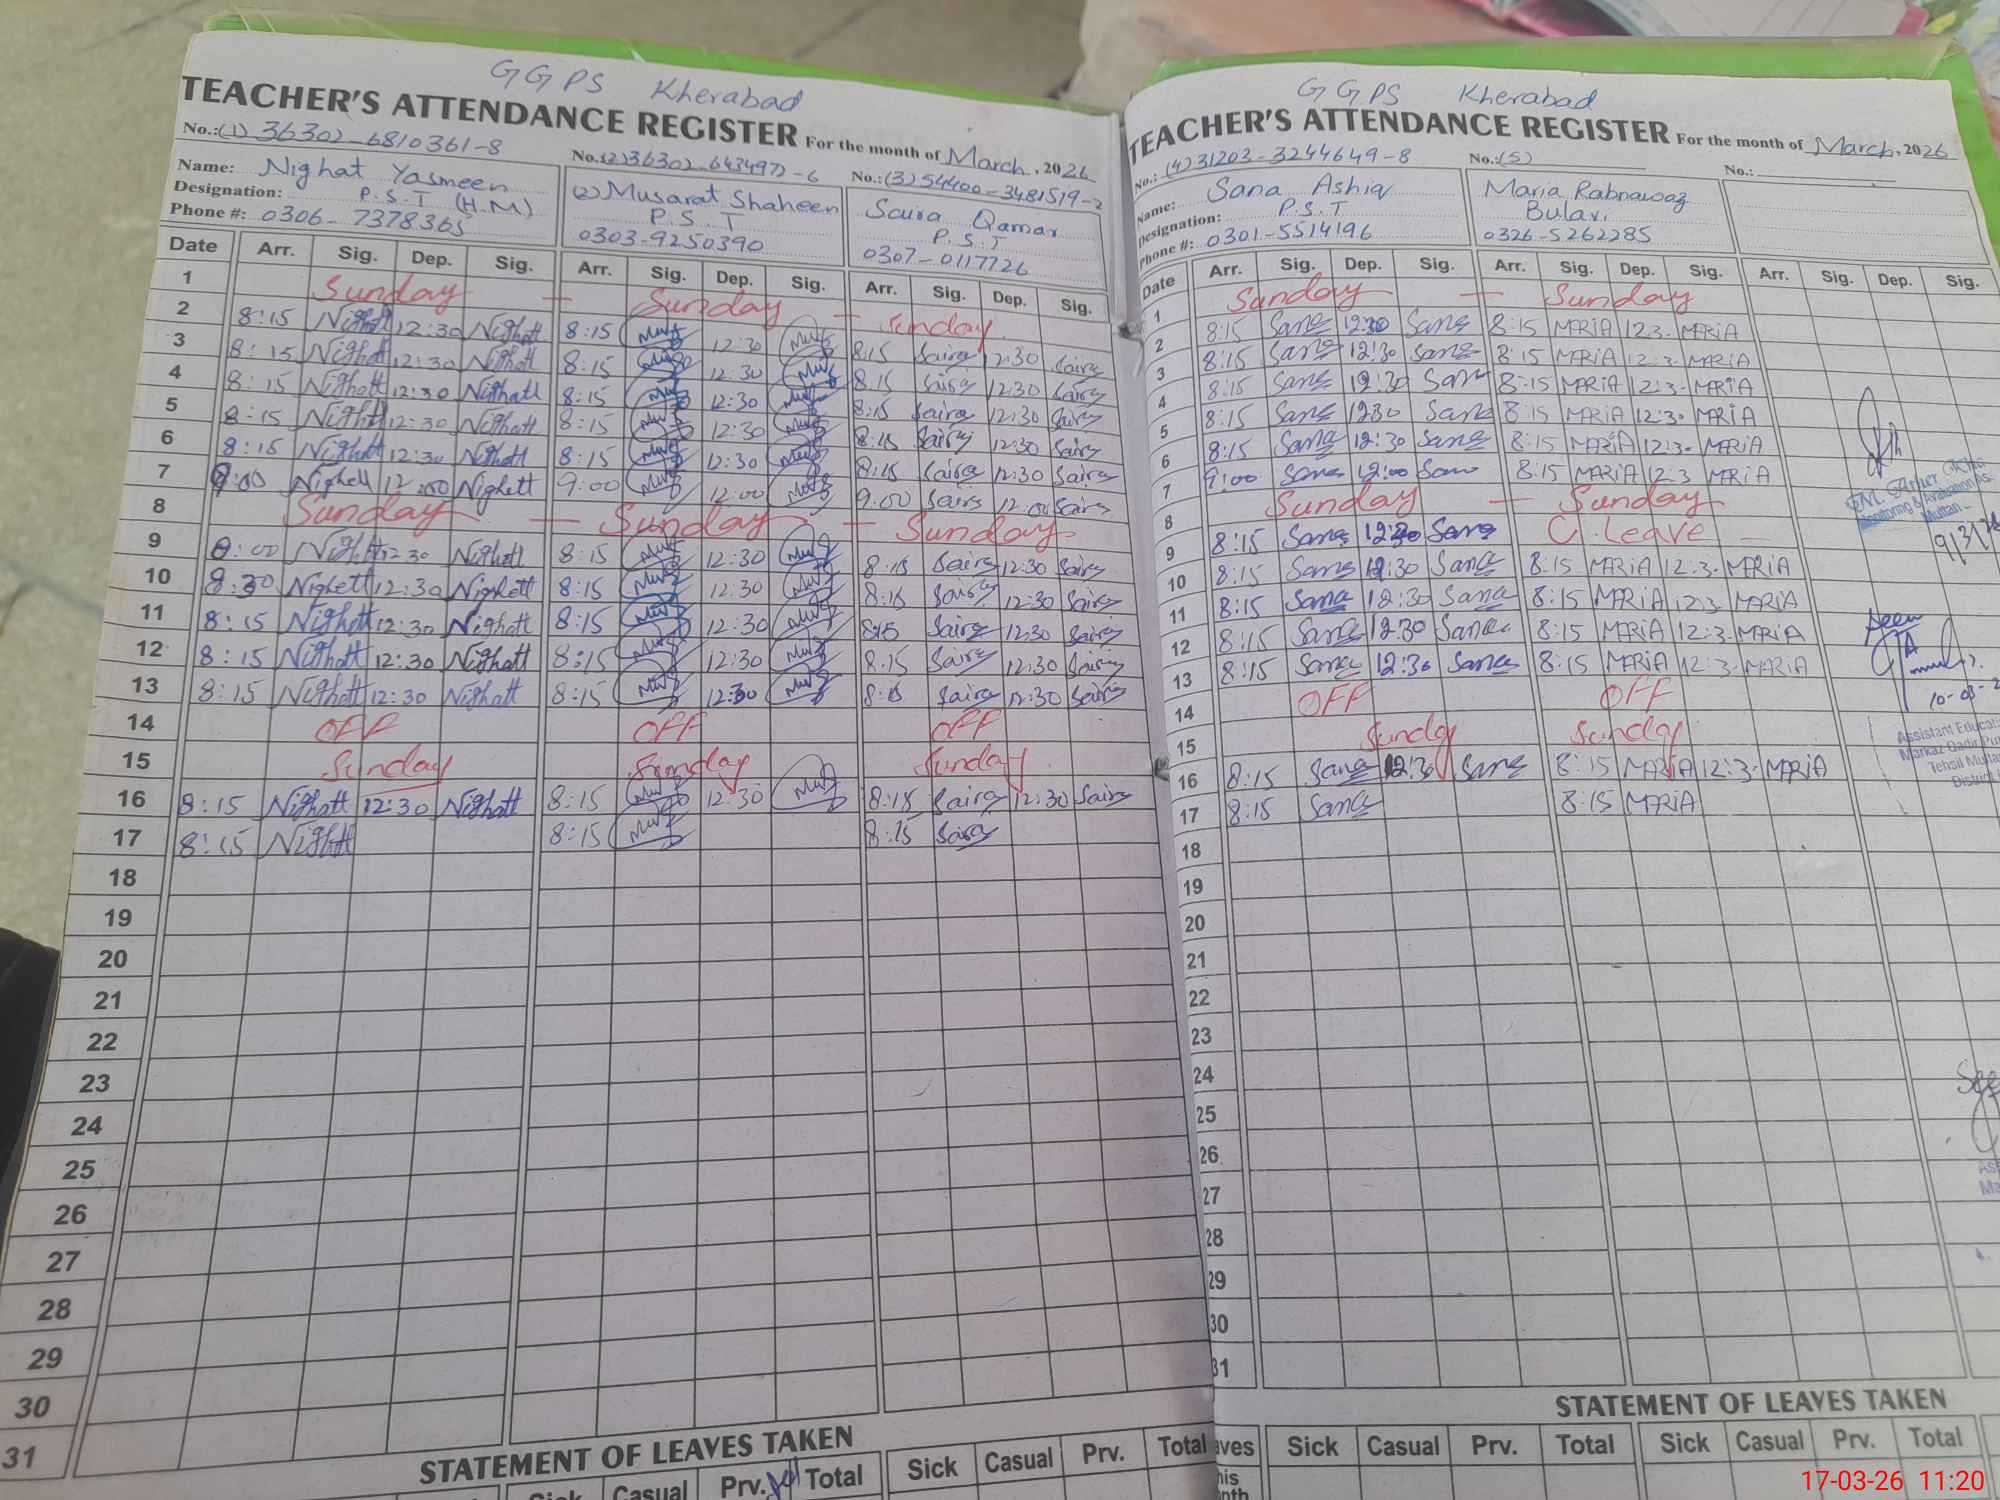 GGPS Kherabad
TEACHER'S ATTENDANCE REGISTER For the month of March, 2026
No.:(1) 36302-6810361-8 No.(2) 36302-6434972-6 No.:(3) 54400-3481519-2
Name: Nighat Yasmeen (2) Musarat Shaheen Saira Qamar
Designation: P.S.T (H.M) P.S.T P.S.T
Phone #: 0306-7378365 0303-9250390 0307-0117726
Date Arr. Sig. Dep. Sig. Arr. Sig. Dep. Sig. Arr. Sig. Dep. Sig.
1 Sunday - Sunday - Sunday
2 8:15 Nighatt 12:30 Nighatt 8:15 12:30 8:15 Saira 12:30 Saira
3 8:15 Nighatt 12:30 Nighatt 8:15 12:30 8:15 Saira 12:30 Saira
4 8:15 Nighatt 12:30 Nighatt 8:15 12:30 8:15 Saira 12:30 Saira
5 8:15 Nighatt 12:30 Nighatt 8:15 12:30 8:15 Saira 12:30 Saira
6 8:15 Nighatt 12:30 Nighatt 8:15 12:30 8:15 Saira 12:30 Saira
7 9:00 Nighatt 12:00 Nighatt 9:00 12:00 9:00 Saira 12:00 Saira
8 Sunday - Sunday - Sunday
9 :00 Nighatt 12:30 Nighatt 8:15 12:30 8:15 Saira 12:30 Saira
10 8:30 Nighatt 12:30 Nighatt 8:15 12:30 8:15 Saira 12:30 Saira
11 8:15 Nighatt 12:30 Nighatt 8:15 12:30 8:15 Saira 12:30 Saira
12 8:15 Nighatt 12:30 Nighatt 8:15 12:30 8:15 Saira 12:30 Saira
13 8:15 Nighatt 12:30 Nighatt 8:15 12:30 8:15 Saira 12:30 Saira
14 OFF OFF OFF
15 Sunday Sunday Sunday
16 8:15 Nighatt 12:30 Nighatt 8:15 12:30 8:15 Saira 12:30 Saira
17 8:15 Nighatt 8:15 8:15 Saira
18
19
20
21
22
23
24
25
26
27
28
29
30
31
STATEMENT OF LEAVES TAKEN
Sick Casual Prv. Total Sick Casual Prv. Total
GGPS Kherabad
TEACHER'S ATTENDANCE REGISTER For the month of March, 2026
No.: (4) 31203-3244649-8 No.:(5) No.:
Name: Sana Ashiq Maria Rabnawaz
Designation: P.S.T Bulari
Phone #: 0301-5514196 0326-5262285
Date Arr. Sig. Dep. Sig. Arr. Sig. Dep. Sig. Arr. Sig. Dep. Sig.
1 Sunday - Sunday
2 8:15 Sana 12:30 Sana 8:15 MARiA 12:3- MARiA
3 8:15 Sana 12:30 Sana 8:15 MARiA 12:3- MARiA
4 8:15 Sana 12:30 Sana 8:15 MARiA 12:3- MARiA
5 8:15 Sana 12:30 Sana 8:15 MARiA 12:3- MARiA
6 8:15 Sana 12:30 Sana 8:15 MARiA 12:3- MARiA
7 9:00 Sana 12:00 Sana 8:15 MARiA 12:3 MARiA
8 Sunday - Sunday
9 8:15 Sana 12:30 Sana C. Leave
10 8:15 Sana 12:30 Sana 8:15 MARiA 12:3- MARiA
11 8:15 Sana 12:30 Sana 8:15 MARiA 12:3- MARiA
12 8:15 Sana 12:30 Sana 8:15 MARiA 12:3- MARiA
13 8:15 Sana 12:30 Sana 8:15 MARiA 12:3- MARiA
14 OFF OFF
15 Sunday Sunday
16 8:15 Sana 12:30 Sana 8:15 MARiA 12:3- MARiA
17 8:15 Sana 8:15 MARiA
18
19
20
21
22
23
24
25
26
27
28
29
30
31
Multan
Seen
10-03-2
Assistant Educati
Markaz Qadir Pur
Tehsil Multa
District
STATEMENT OF LEAVES TAKEN
aves Sick Casual Prv. Total Sick Casual Prv. Total
his
nth
17-03-26 11:20